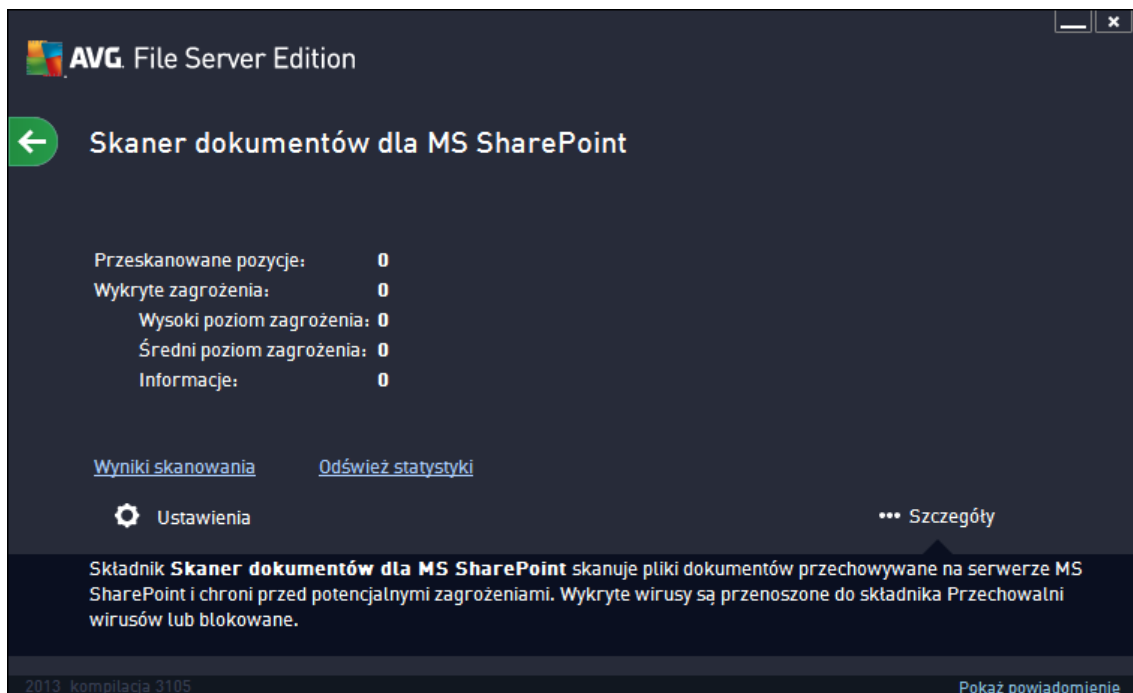 AVG. File Server Edition
Skaner dokumentów dla MS SharePoint
Przeskanowane pozycje: 0
Wykryte zagrożenia: 0
Wysoki poziom zagrożenia: 0
Średni poziom zagrożenia: 0
Informacje: 0
Wyniki skanowania Odśwież statystyki
Ustawienia ••• Szczegóły
Składnik Skaner dokumentów dla MS SharePoint skanuje pliki dokumentów przechowywane na serwerze MS
SharePoint i chroni przed potencjalnymi zagrożeniami. Wykryte wirusy są przenoszone do składnika Przechowalni
wirusów lub blokowane.
2013 kompilacja 3105 Pokaż powiadomienie